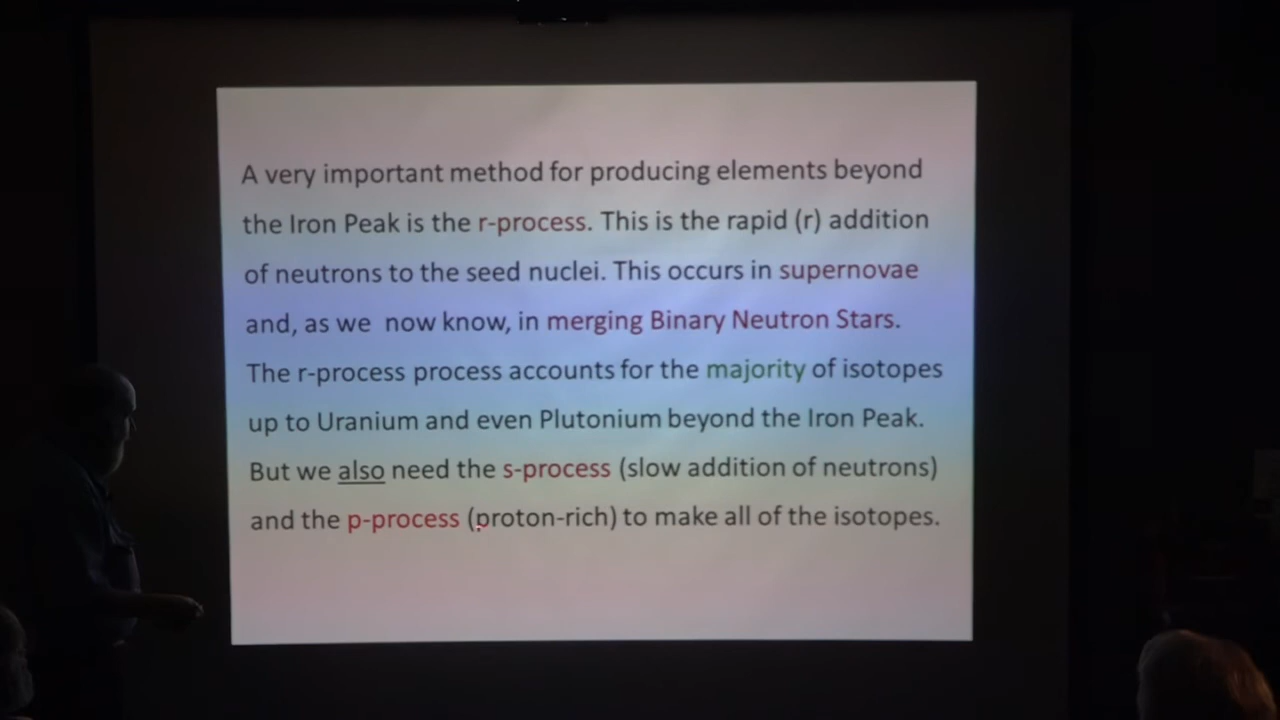 A very important method for producing elements beyond
the Iron Peak is the r-process. This is the rapid (r) addition
of neutrons to the seed nuclei. This occurs in supernovae
and, as we now know, in merging Binary Neutron Stars.
The r-process process accounts for the majority of isotopes
up to Uranium and even Plutonium beyond the Iron Peak.
But we also need the s-process (slow addition of neutrons)
and the p-process (proton-rich) to make all of the isotopes.